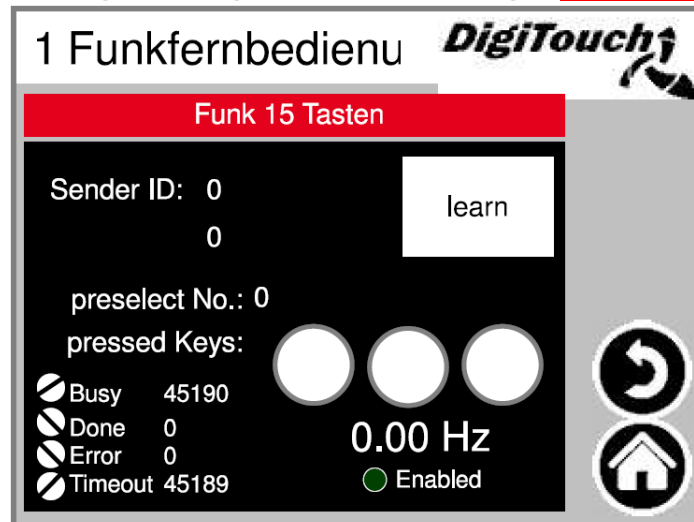 1 Funkfernbedienu
DigiTouch
Funk 15 Tasten
Sender ID: 0
learn
0
preselect No.: 0
pressed Keys:
Busy 45190
Done 0
Error 0
Timeout 45189
0.00 Hz
Enabled